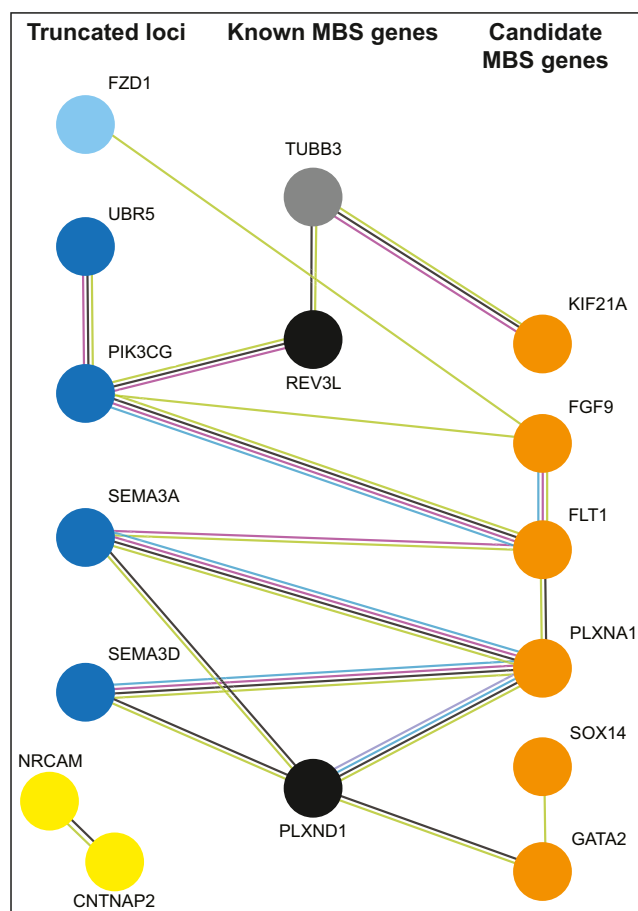 Truncated loci
Known MBS genes
Candidate
MBS genes
FZD1
TUBB3
UBR5
KIF21A
PIK3CG
REV3L
FGF9
SEMA3A
FLT1
PLXNA1
SEMA3D
SOX14
NRCAM
PLXND1
GATA2
CNTNAP2